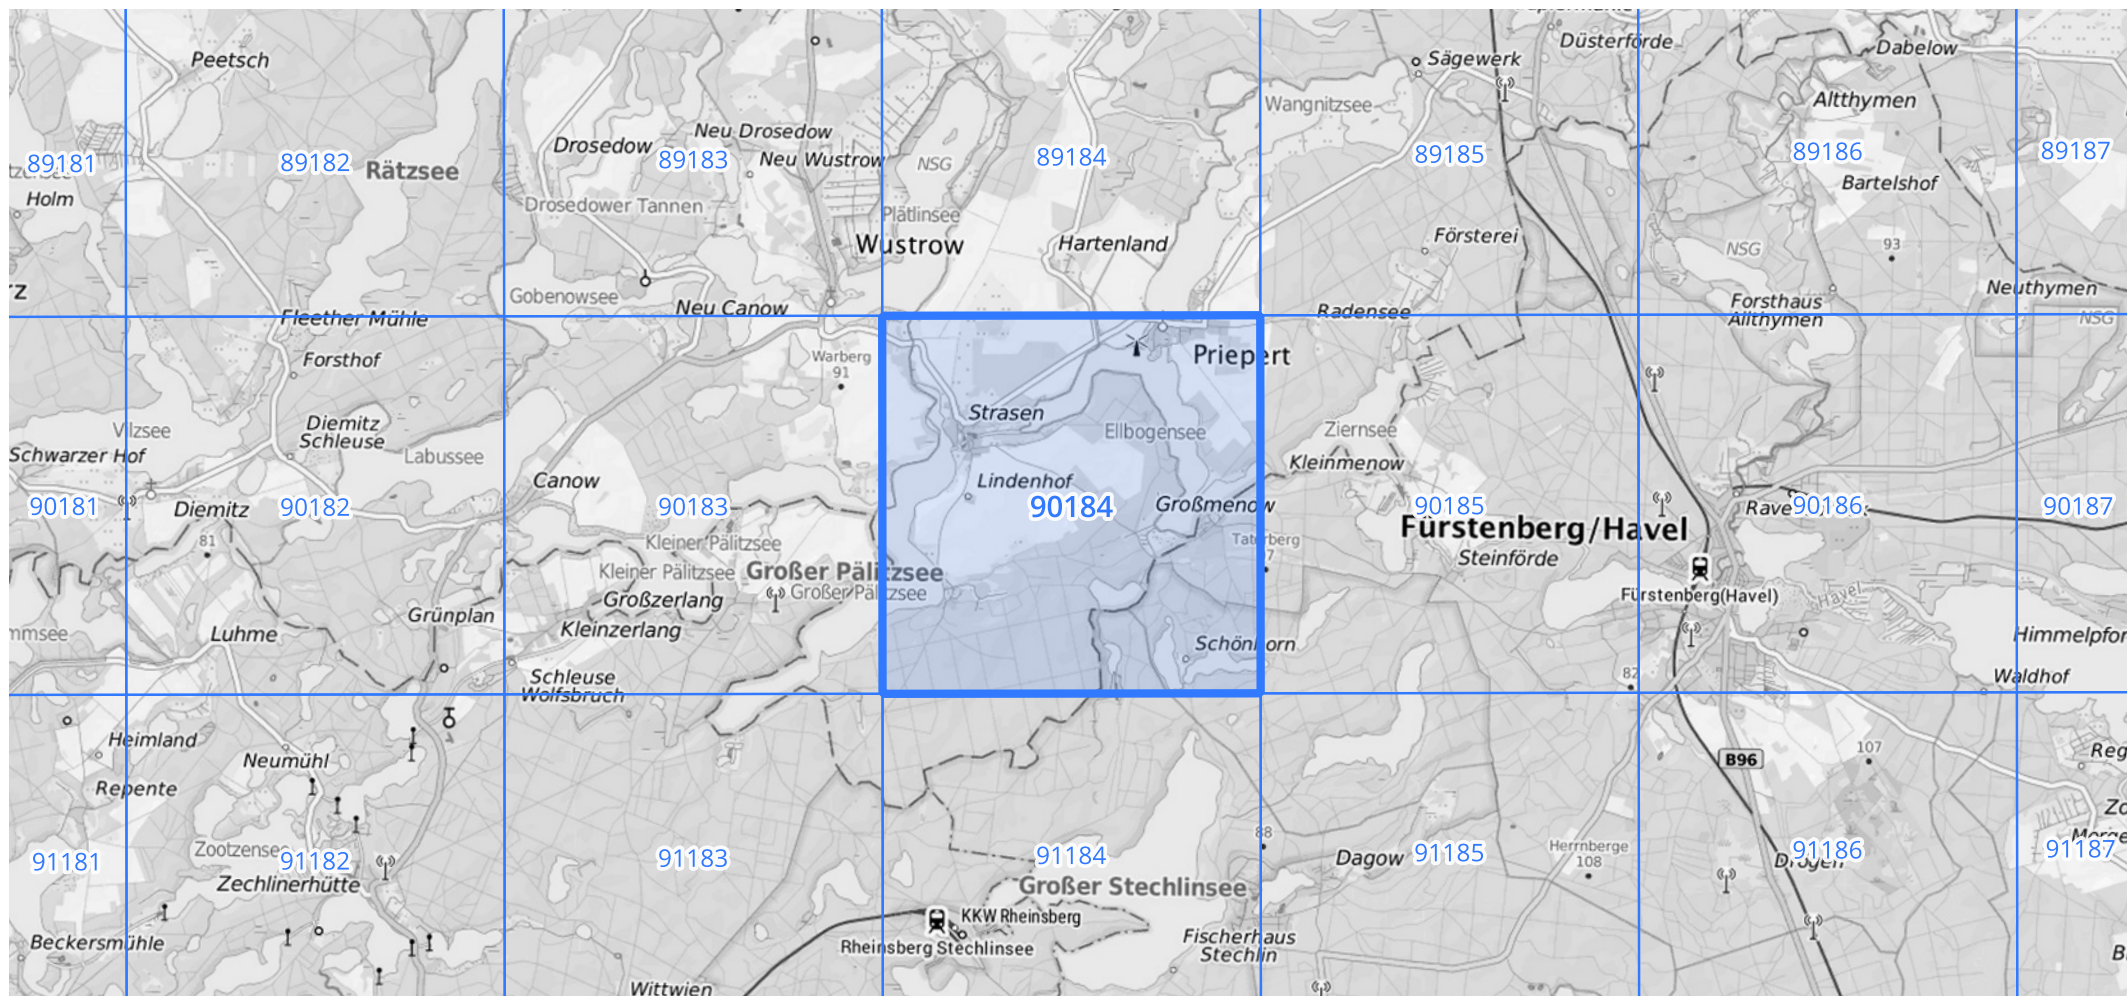 Peetsch
Düsterförde
Dabelow
Sägewerk
Altthymen
Wangnitzsee
Neu Drosedow
Drosedow
89181
89182
Rätzsee
89183
Neu Wustrow
NSG
89184
89185
89186
89187
Holm
Bartelshof
Drosedower Tannen
Plätlinsee
Wustrow
Hartenland
Försterei
NSG
93
rz
Gobenowsee
Neu Canow
Neuthymen
Fleether Mühle
Radensee
Forsthaus
Altthymen
NSG
Forsthof
Warberg
91
Priepert
Diemitz
Schleuse
Strasen
Vilzsee
Labussee
Ellbogensee
Ziernsee
Schwarzer Hof
Kleinmenow
Canow
Lindenhof
90181
Diemitz
90182
90183
90184
Großmenow
90185
90186
90187
Fürstenberg/Havel
81
Kleiner Pälitzsee
Steinförde
Kleiner Pälitzsee
Großer Pälitzsee
Großer Pälitzsee
Großzerlang
Fürstenberg(Havel)
Havel
Grünplan
Kleinzerlang
mmsee
Luhme
Schönhorn
Himmelpfor
Schleuse
Wolfsbruch
82
Waldhof
Heimland
Neumühl
B96
107
Reg
Repente
Zootzensee
88
Herrnberge
108
91181
91182
91183
91184
Dagow
91185
Drögen
91186
91187
Zechlinerhütte
Großer Stechlinsee
Beckersmühle
KKW Rheinsberg
Rheinsberg Stechlinsee
Fischerhaus
Stechlin
Wittwien